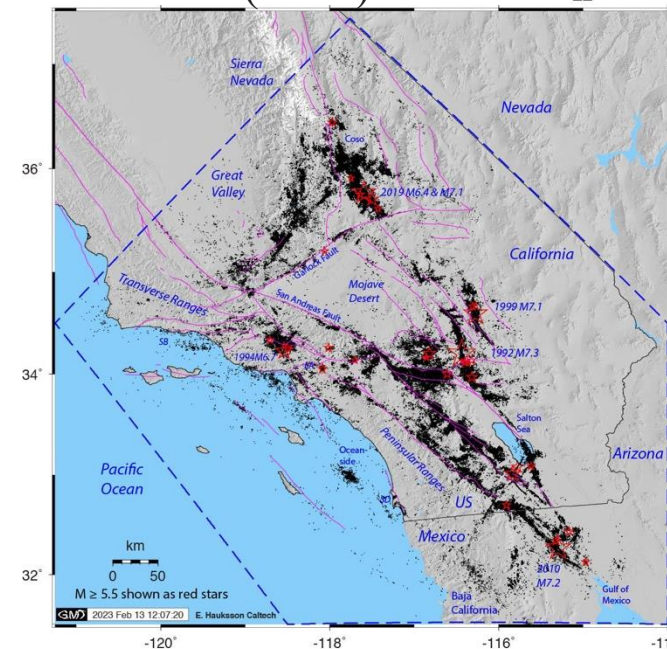 Sierra
Nevada
Nevada
36°
Coso
Great
Valley
2019 M6.4 & M7.1
California
Garlock Fault
Transverse Ranges
Mojave
Desert
San Andreas Fault
1999 M7.1
SB
1994M6.7
1992 M7.3
34°
Salton
Sea
Ocean-
side
Peninsular Ranges
Arizona
Pacific
Ocean
SD
US
Mexico
km
0 50
32°
2010
M7.2
M ≥ 5.5 shown as red stars
Gulf of
Mexico
Baja
California
GMT 2023 Feb 13 12:07:20 E. Hauksson Caltech
-120° -118° -116°